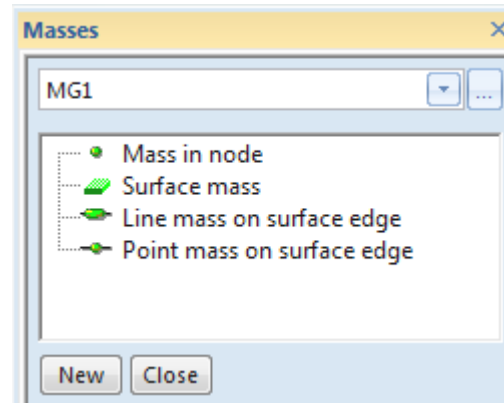 Masses
MG1
...
Mass in node
Surface mass
Line mass on surface edge
Point mass on surface edge
New Close